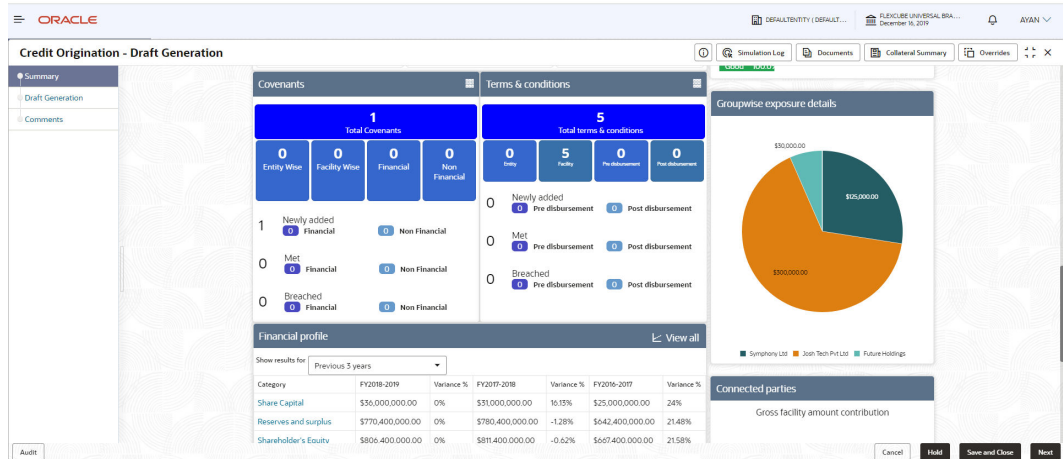 ORACLE
DEFAULTENTITY ( DEFAULT....
FLEXCUBE UNIVERSAL BRA...
December 16, 2019
AYAN
Credit Origination - Draft Generation
Simulation Log
Documents
Collateral Summary
Overrides
Summary
Draft Generation
Comments
Covenants
1
Total Covenants
0 0 0 0
Entity Wise Facility Wise Financial Non Financial
1 Newly added
0 Financial 0 Non Financial
0 Met
0 Financial 0 Non Financial
0 Breached
0 Financial 0 Non Financial
Terms & conditions
5
Total terms & conditions
0 5 0 0
Entity Facility Pre disbursement Post disbursement
0 Newly added
0 Pre disbursement 0 Post disbursement
0 Met
0 Pre disbursement 0 Post disbursement
0 Breached
0 Pre disbursement 0 Post disbursement
Groupwise exposure details
$30,000.00
$125,000.00
$300,000.00
Symphony Ltd Josh Tech Pvt Ltd Future Holdings
Financial profile
View all
Show results for Previous 3 years
Category FY2018-2019 Variance % FY2017-2018 Variance % FY2016-2017 Variance %
Share Capital $36,000,000.00 0% $31,000,000.00 16.13% $25,000,000.00 24%
Reserves and surplus $770,400,000.00 0% $780,400,000.00 -1.28% $642,400,000.00 21.48%
Shareholder's Equity $806,400,000.00 0% $811,400,000.00 -0.62% $667,400,000.00 21.58%
Connected parties
Gross facility amount contribution
Audit
Cancel
Hold
Save and Close
Next